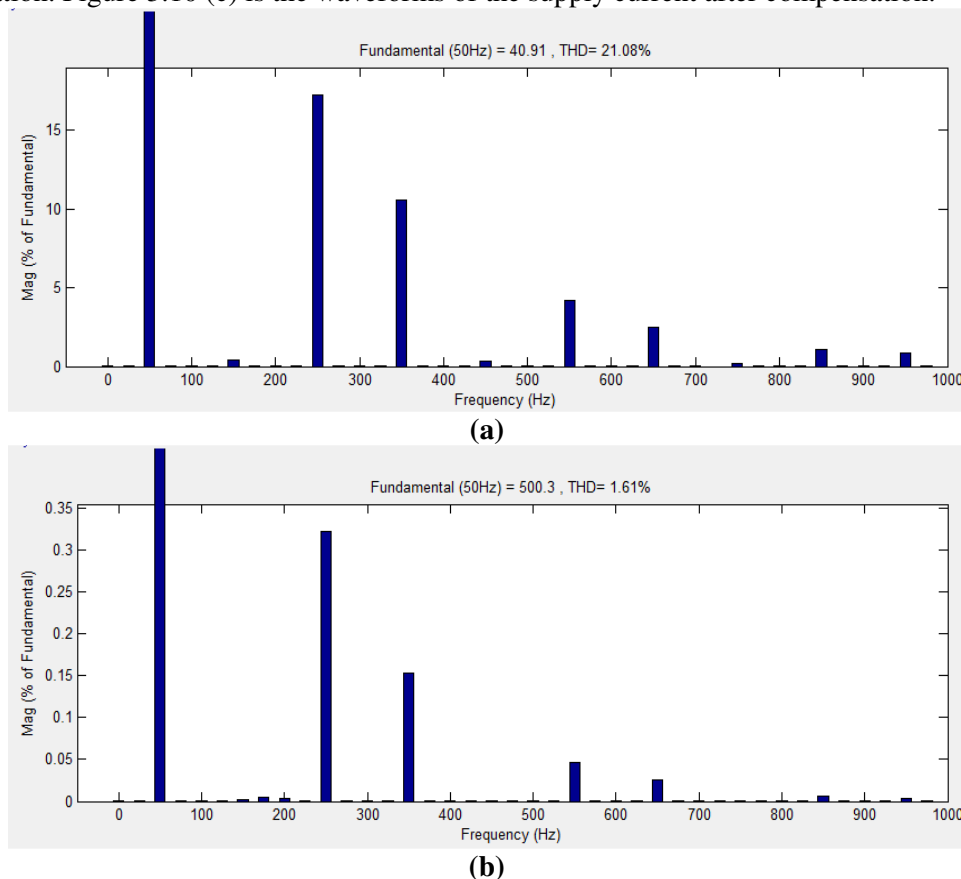 ation. Figure 5.16 (c) is the waveforms of the supply current after compensation.
Fundamental (50Hz) = 40.91 , THD= 21.08%
Mag (% of Fundamental)
15
10
5
0
0 100 200 300 400 500 600 700 800 900 1000
Frequency (Hz)
(a)
Fundamental (50Hz) = 500.3 , THD= 1.61%
Mag (% of Fundamental)
0.35
0.3
0.25
0.2
0.15
0.1
0.05
0
0 100 200 300 400 500 600 700 800 900 1000
Frequency (Hz)
(b)